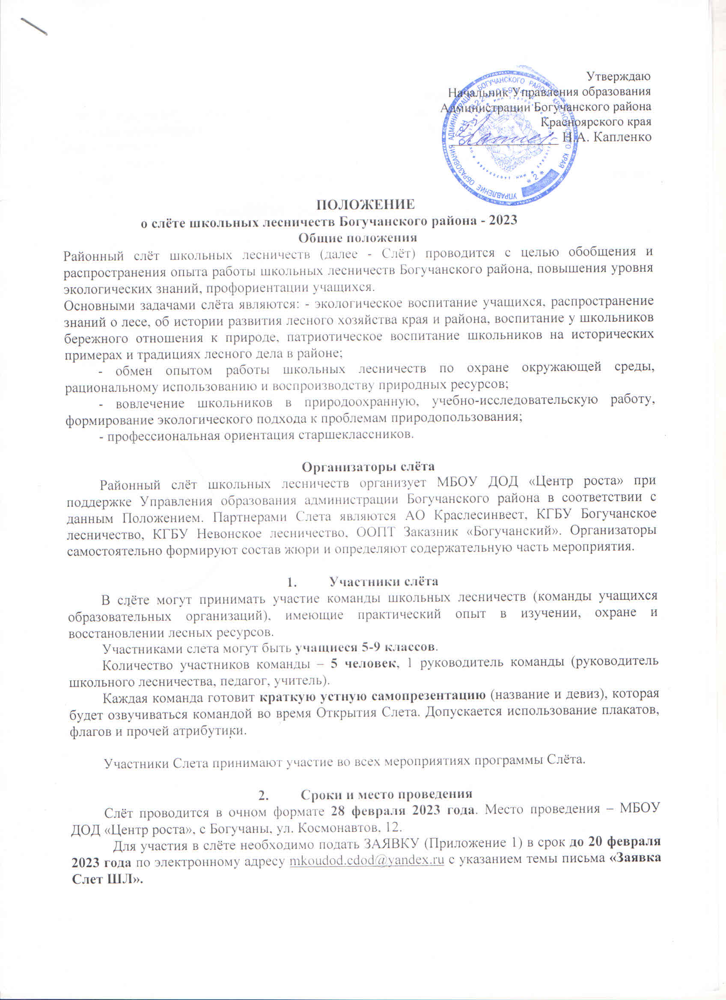 Утверждаю
Начальник Управления образования
Администрации Богучанского района
Красноярского края
Н.А. Капленко
УПРАВЛЕНИЕ ОБРАЗОВАНИЯ АДМИНИСТРАЦИИ БОГУЧАНСКОГО РАЙОНА КРАСНОЯРСКОГО КРАЯ
*2*
ПОЛОЖЕНИЕ
о слёте школьных лесничеств Богучанского района - 2023
Общие положения
Районный слёт школьных лесничеств (далее - Слёт) проводится с целью обобщения и
распространения опыта работы школьных лесничеств Богучанского района, повышения уровня
экологических знаний, профориентации учащихся.
Основными задачами слёта являются: - экологическое воспитание учащихся, распространение
знаний о лесе, об истории развития лесного хозяйства края и района, воспитание у школьников
бережного отношения к природе, патриотическое воспитание школьников на исторических
примерах и традициях лесного дела в районе;
- обмен опытом работы школьных лесничеств по охране окружающей среды,
рациональному использованию и воспроизводству природных ресурсов;
- вовлечение школьников в природоохранную, учебно-исследовательскую работу,
формирование экологического подхода к проблемам природопользования;
- профессиональная ориентация старшеклассников.
Организаторы слёта
Районный слёт школьных лесничеств организует МБОУ ДОД «Центр роста» при
поддержке Управления образования администрации Богучанского района в соответствии с
данным Положением. Партнерами Слета являются АО Краслесинвест, КГБУ Богучанское
лесничество, КГБУ Невонское лесничество, ООПТ Заказник «Богучанский». Организаторы
самостоятельно формируют состав жюри и определяют содержательную часть мероприятия.
1. Участники слёта
В слёте могут принимать участие команды школьных лесничеств (команды учащихся
образовательных организаций), имеющие практический опыт в изучении, охране и
восстановлении лесных ресурсов.
Участниками слета могут быть учащиеся 5-9 классов.
Количество участников команды – 5 человек, 1 руководитель команды (руководитель
школьного лесничества, педагог, учитель).
Каждая команда готовит краткую устную самопрезентацию (название и девиз), которая
будет озвучиваться командой во время Открытия Слета. Допускается использование плакатов,
флагов и прочей атрибутики.
Участники Слета принимают участие во всех мероприятиях программы Слёта.
2. Сроки и место проведения
Слёт проводится в очном формате 28 февраля 2023 года. Место проведения – МБОУ
ДОД «Центр роста», с Богучаны, ул. Космонавтов, 12.
Для участия в слёте необходимо подать ЗАЯВКУ (Приложение 1) в срок до 20 февраля
2023 года по электронному адресу mkoudod.cdod@yandex.ru с указанием темы письма «Заявка
Слет ШЛ».